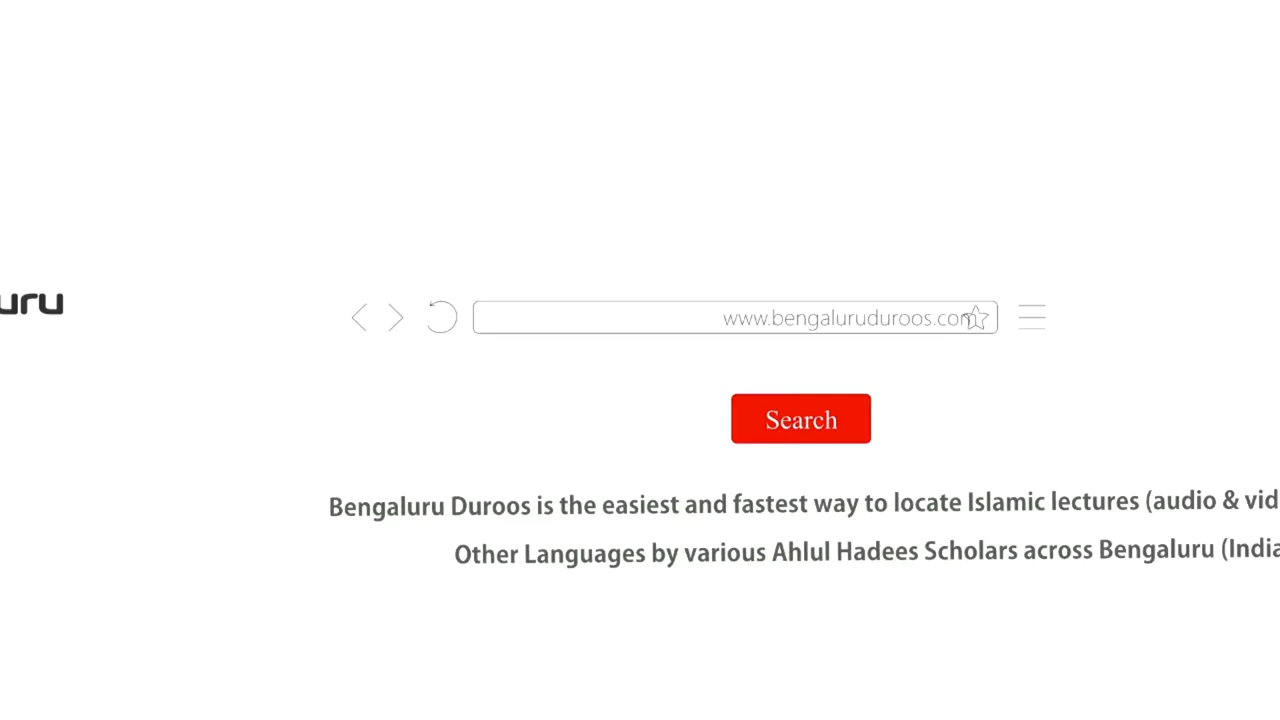 uru
www.bengaluruduroos.com
Search
Bengaluru Duroos is the easiest and fastest way to locate Islamic lectures (audio & vid
Other Languages by various Ahlul Hadees Scholars across Bengaluru (India